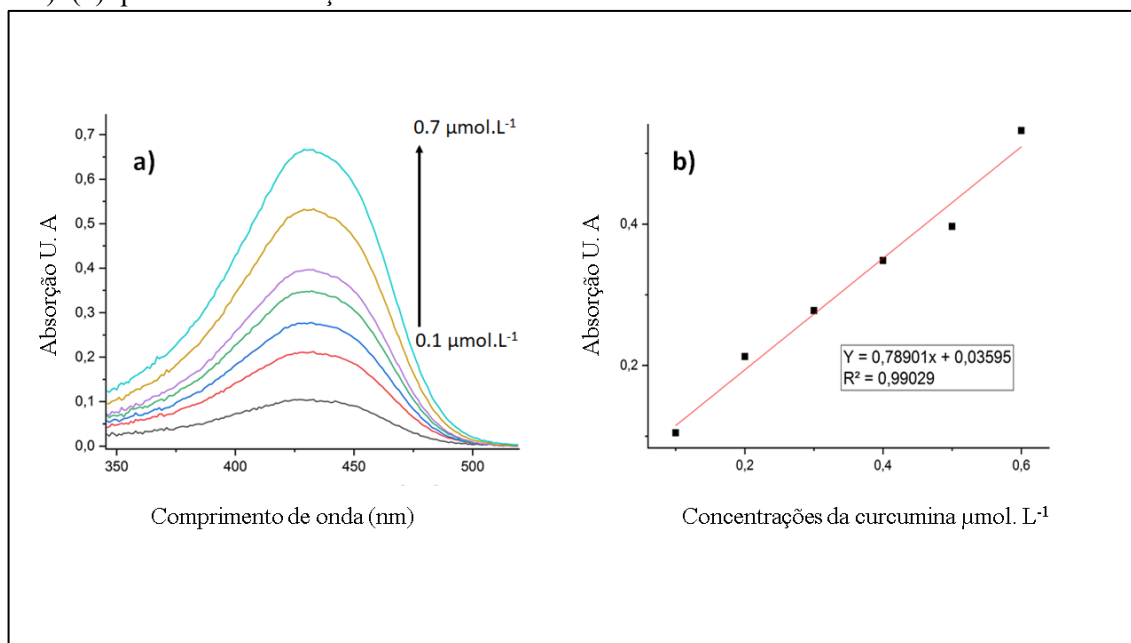 a)
0.7 µmol.L⁻¹
0.1 µmol.L⁻¹
Absorção U. A
0,7
0,6
0,5
0,4
0,3
0,2
0,1
0,0
350
400
450
500
Comprimento de onda (nm)
b)
Absorção U. A
0,4
0,2
Y = 0,78901x + 0,03595
R² = 0,99029
0,2
0,4
0,6
Concentrações da curcumina µmol. L⁻¹